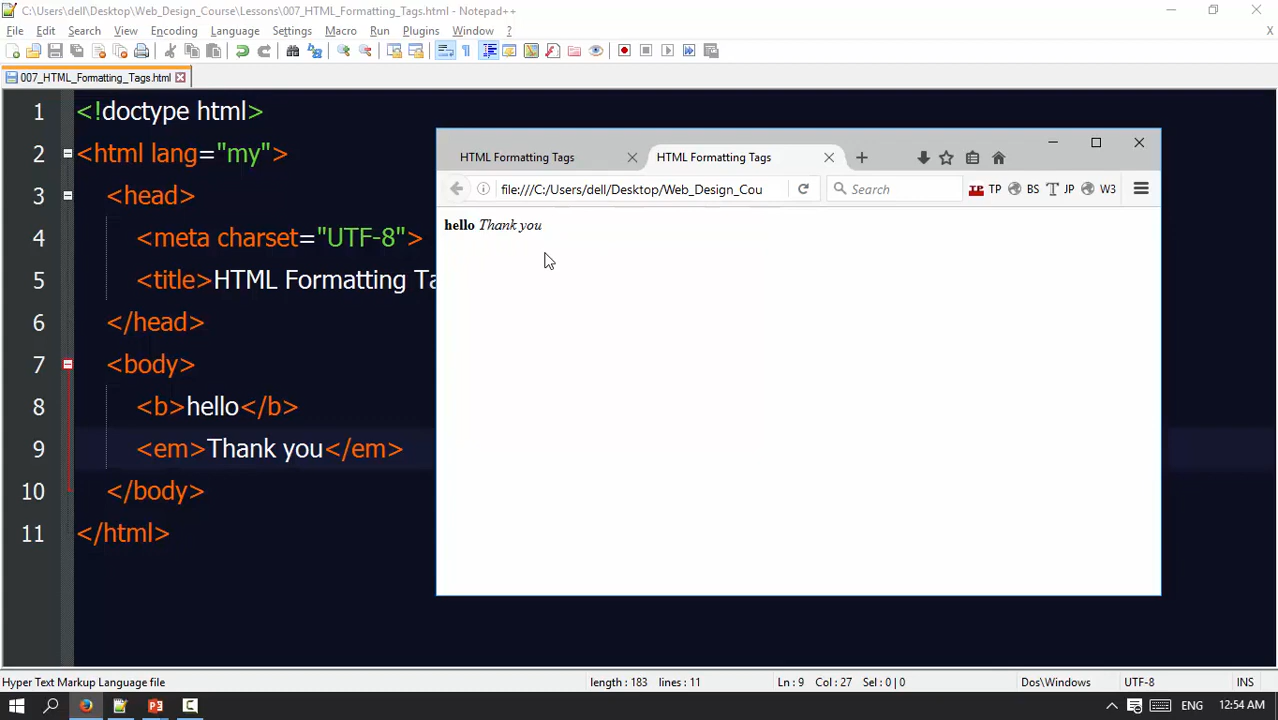 C:\Users\dell\Desktop\Web_Design_Course\Lessons\007_HTML_Formatting_Tags.html - Notepad++
File Edit Search View Encoding Language Settings Macro Run Plugins Window ? X
007_HTML_Formatting_Tags.html
1 <!doctype html>
2 <html lang="my">
3 <head>
4 <meta charset="UTF-8">
5 <title>HTML Formatting Ta
6 </head>
7 <body>
8 <b>hello</b>
9 <em>Thank you</em>
10 </body>
11 </html>
HTML Formatting Tags HTML Formatting Tags
file:///C:/Users/dell/Desktop/Web_Design_Cou Search TP BS JP W3
hello Thank you
Hyper Text Markup Language file length : 183 lines : 11 Ln : 9 Col : 27 Sel : 0 | 0 Dos\Windows UTF-8 INS
ENG 12:54 AM